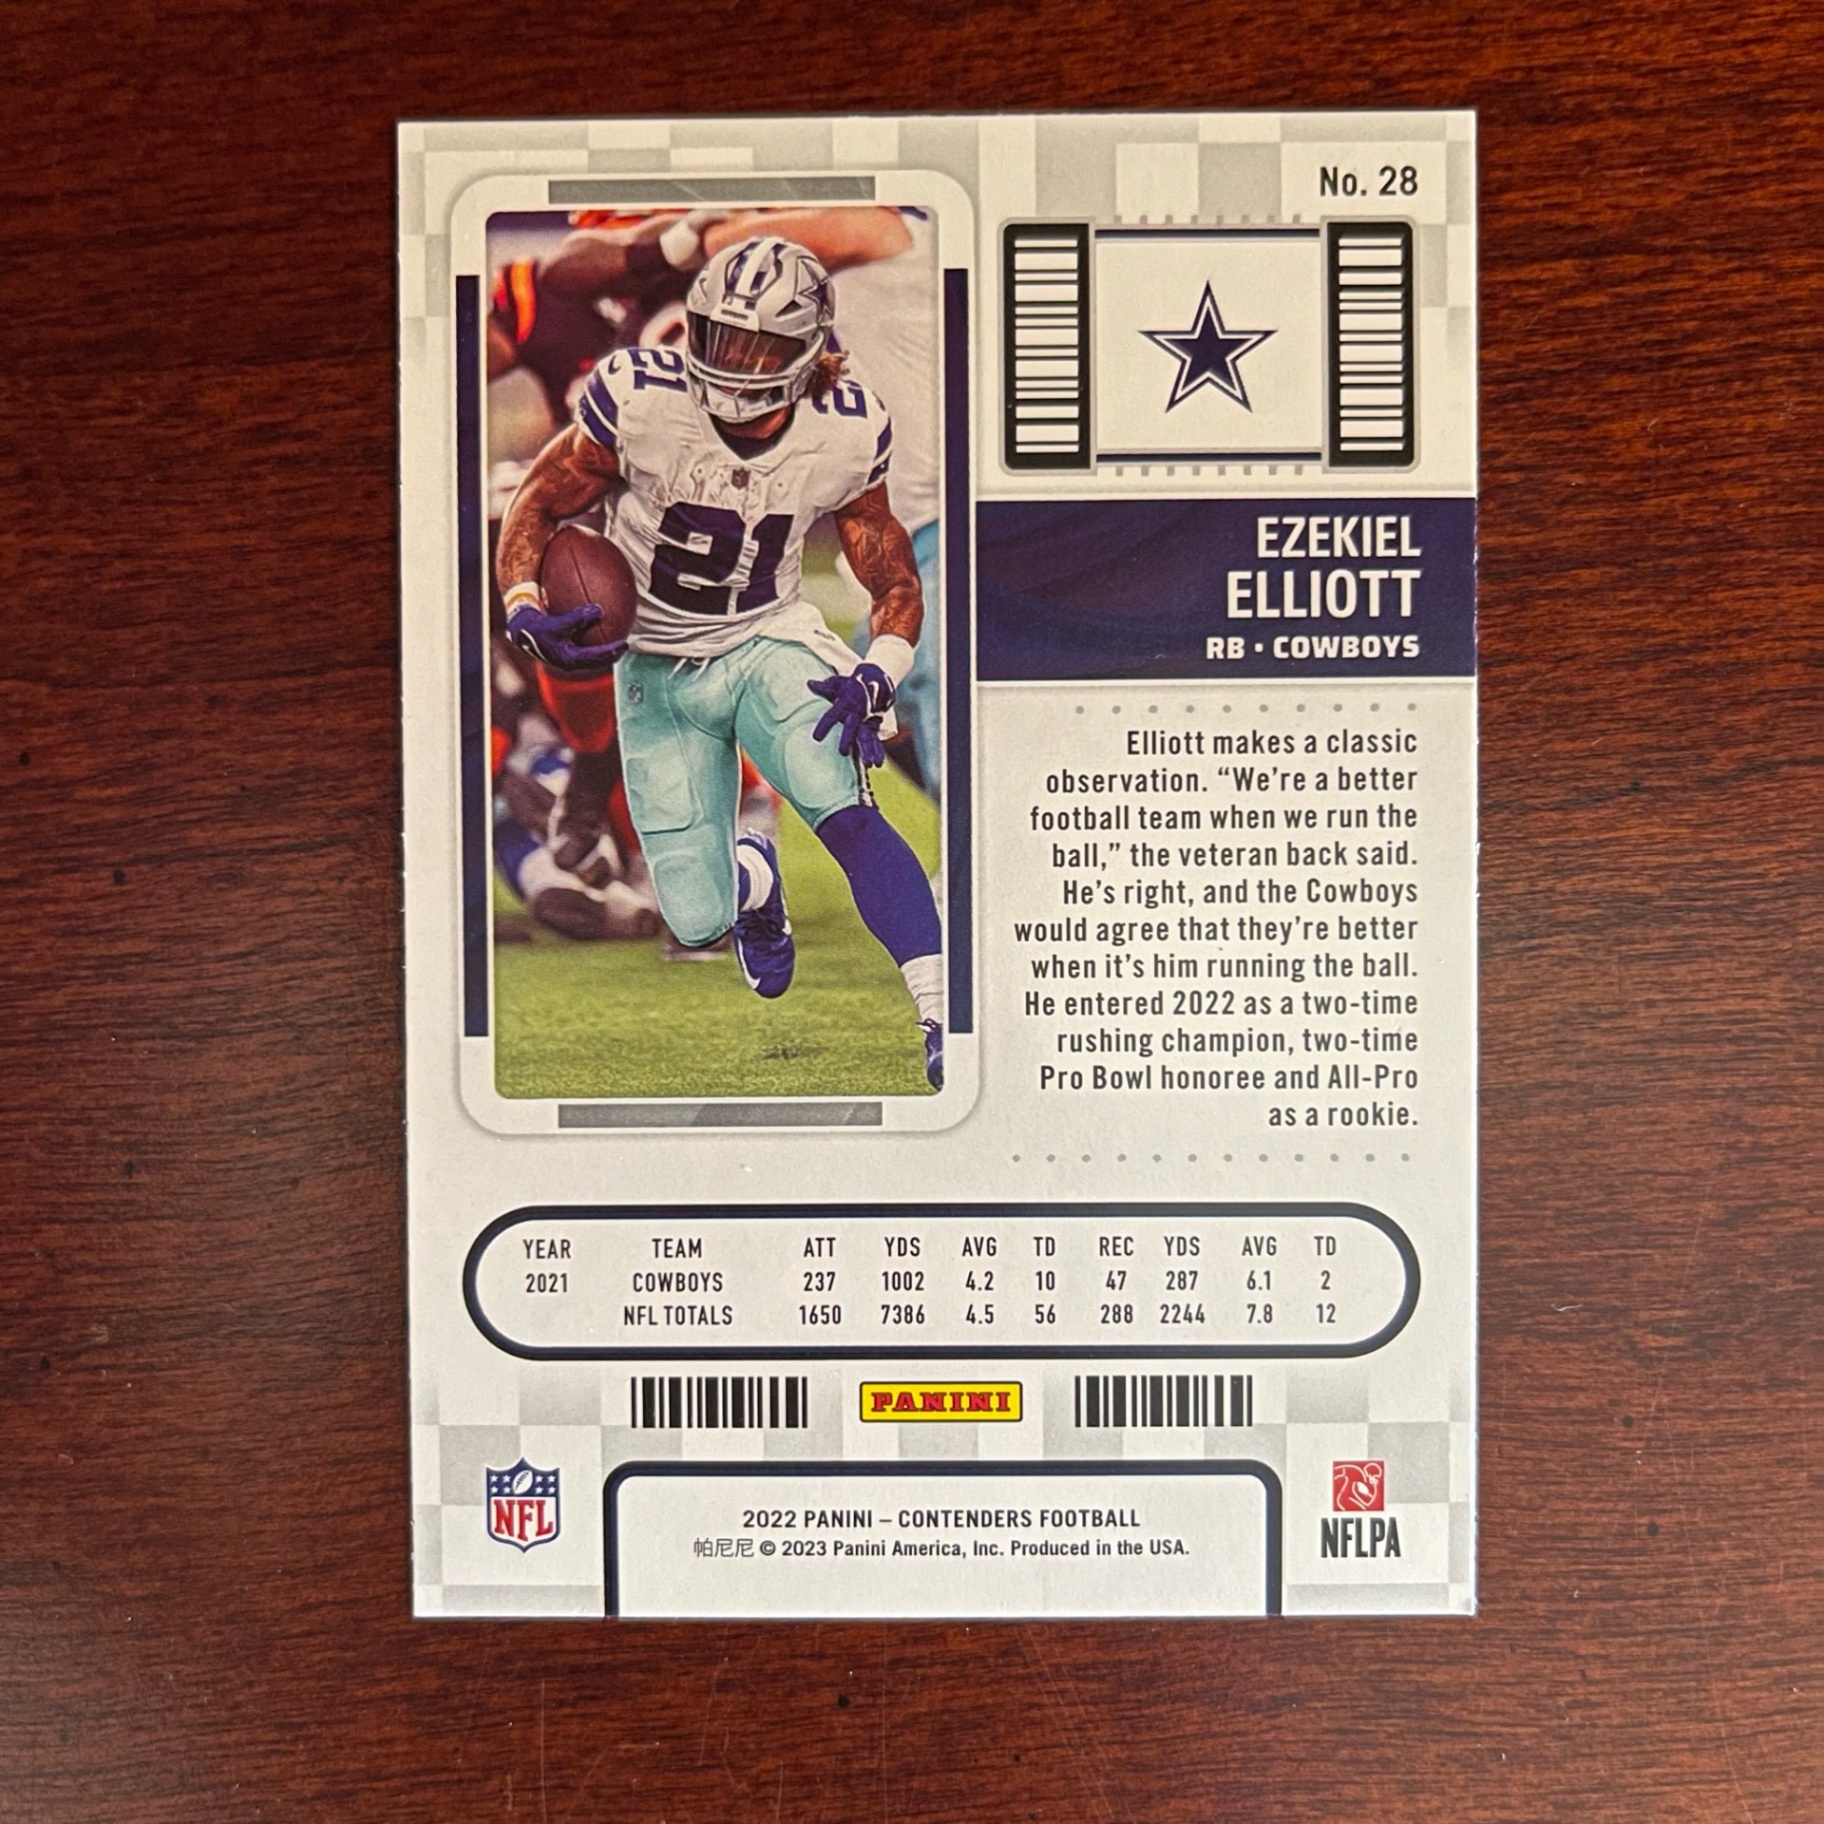 No. 28
21
21
21
EZEKIEL
ELLIOTT
RB • COWBOYS
Elliott makes a classic
observation. “We’re a better
football team when we run the
ball,” the veteran back said.
He’s right, and the Cowboys
would agree that they’re better
when it’s him running the ball.
He entered 2022 as a two-time
rushing champion, two-time
Pro Bowl honoree and All-Pro
as a rookie.
YEAR TEAM ATT YDS AVG TD REC YDS AVG TD
2021 COWBOYS 237 1002 4.2 10 47 287 6.1 2
NFL TOTALS 1650 7386 4.5 56 288 2244 7.8 12
PANINI
NFL
2022 PANINI – CONTENDERS FOOTBALL
帕尼尼 © 2023 Panini America, Inc. Produced in the USA.
NFLPA